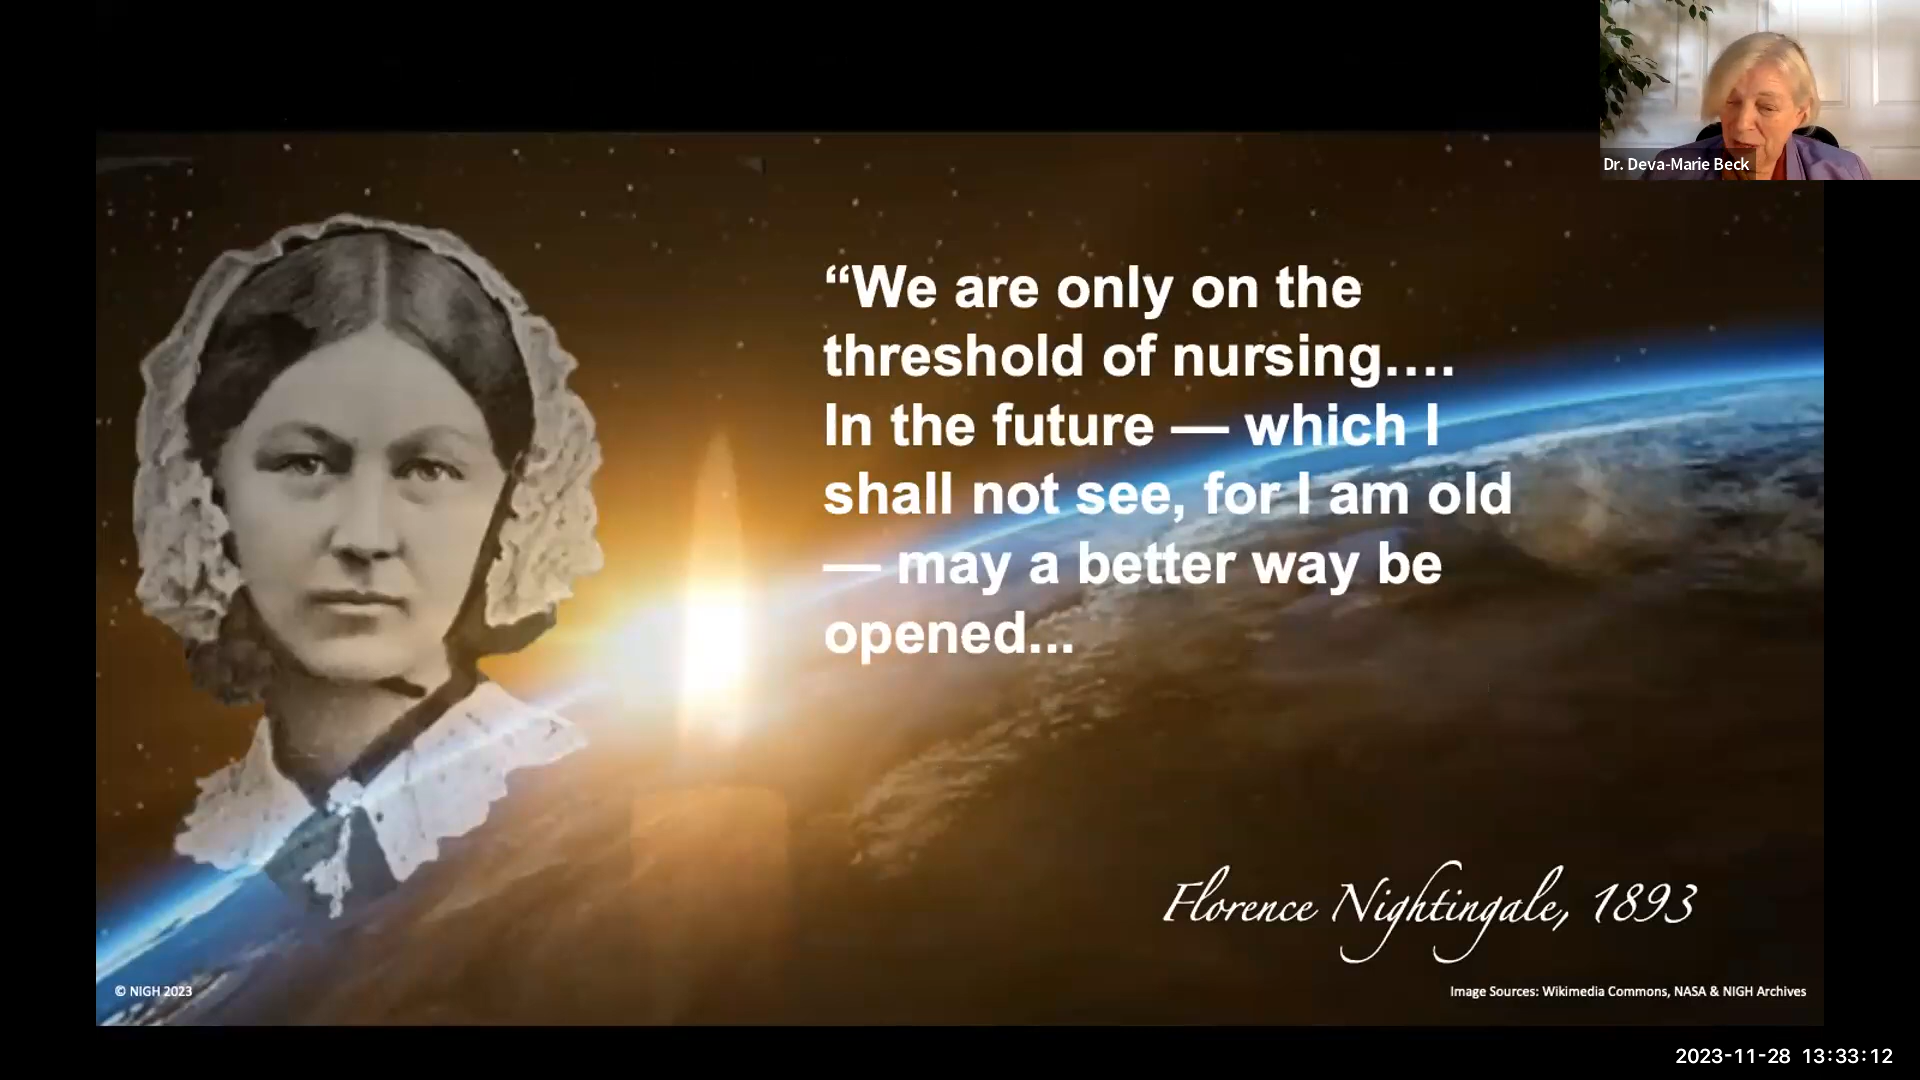 Dr. Deva-Marie Beck
“We are only on the
threshold of nursing….
In the future — which I
shall not see, for I am old
— may a better way be
opened...
Florence Nightingale, 1893
© NIGH 2023
Image Sources: Wikimedia Commons, NASA & NIGH Archives
2023-11-28 13:33:12